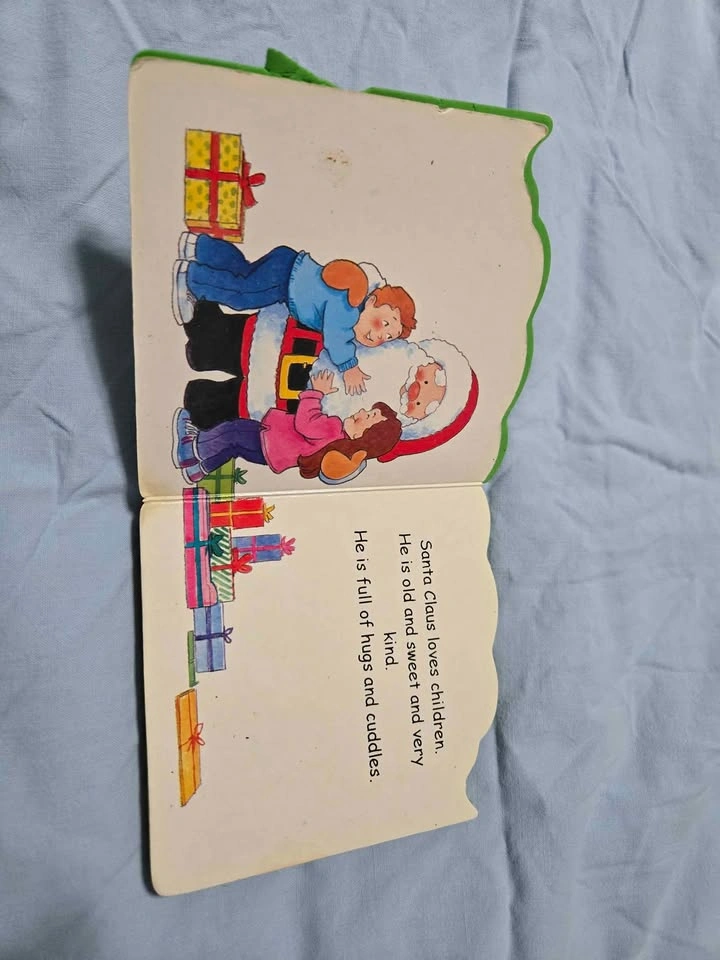 Santa Claus loves children.
He is old and sweet and very
kind.
He is full of hugs and cuddles.